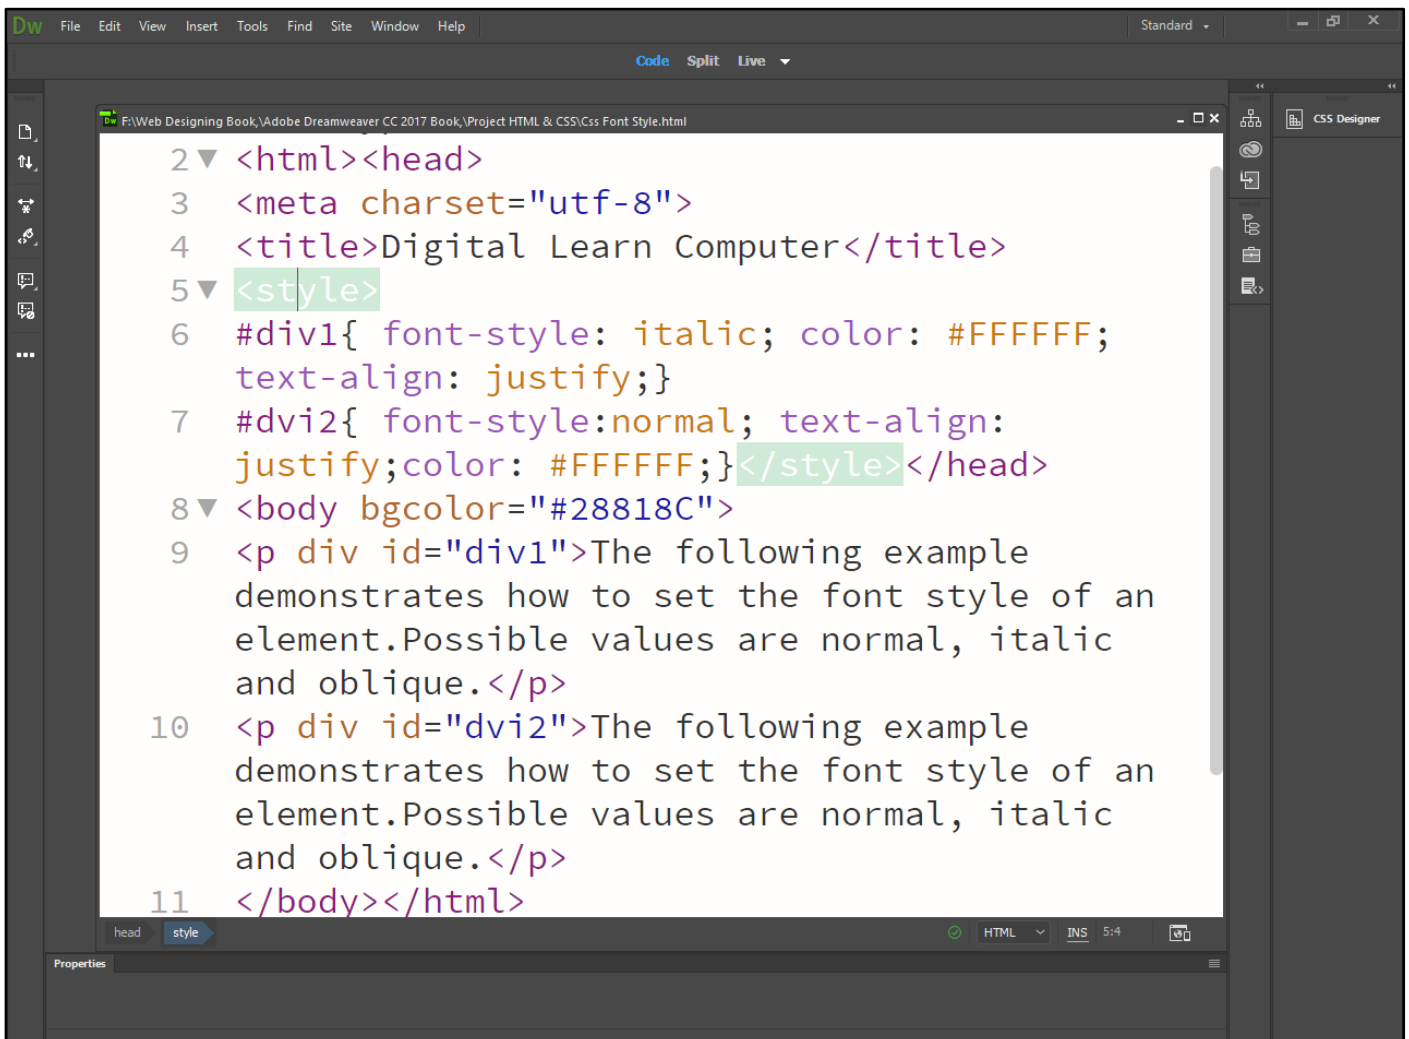 Dw File Edit View Insert Tools Find Site Window Help Standard
Code Split Live
F:\Web Designing Book,\Adobe Dreamweaver CC 2017 Book,\Project HTML & CSS\Css Font Style.html
CSS Designer
2 <html><head>
3 <meta charset="utf-8">
4 <title>Digital Learn Computer</title>
5 <style>
6 #div1{ font-style: italic; color: #FFFFFF;
text-align: justify;}
7 #dvi2{ font-style:normal; text-align:
justify;color: #FFFFFF;}</style></head>
8 <body bgcolor="#28818C">
9 <p div id="div1">The following example
demonstrates how to set the font style of an
element.Possible values are normal, italic
and oblique.</p>
10 <p div id="dvi2">The following example
demonstrates how to set the font style of an
element.Possible values are normal, italic
and oblique.</p>
11 </body></html>
head style HTML INS 5:4
Properties